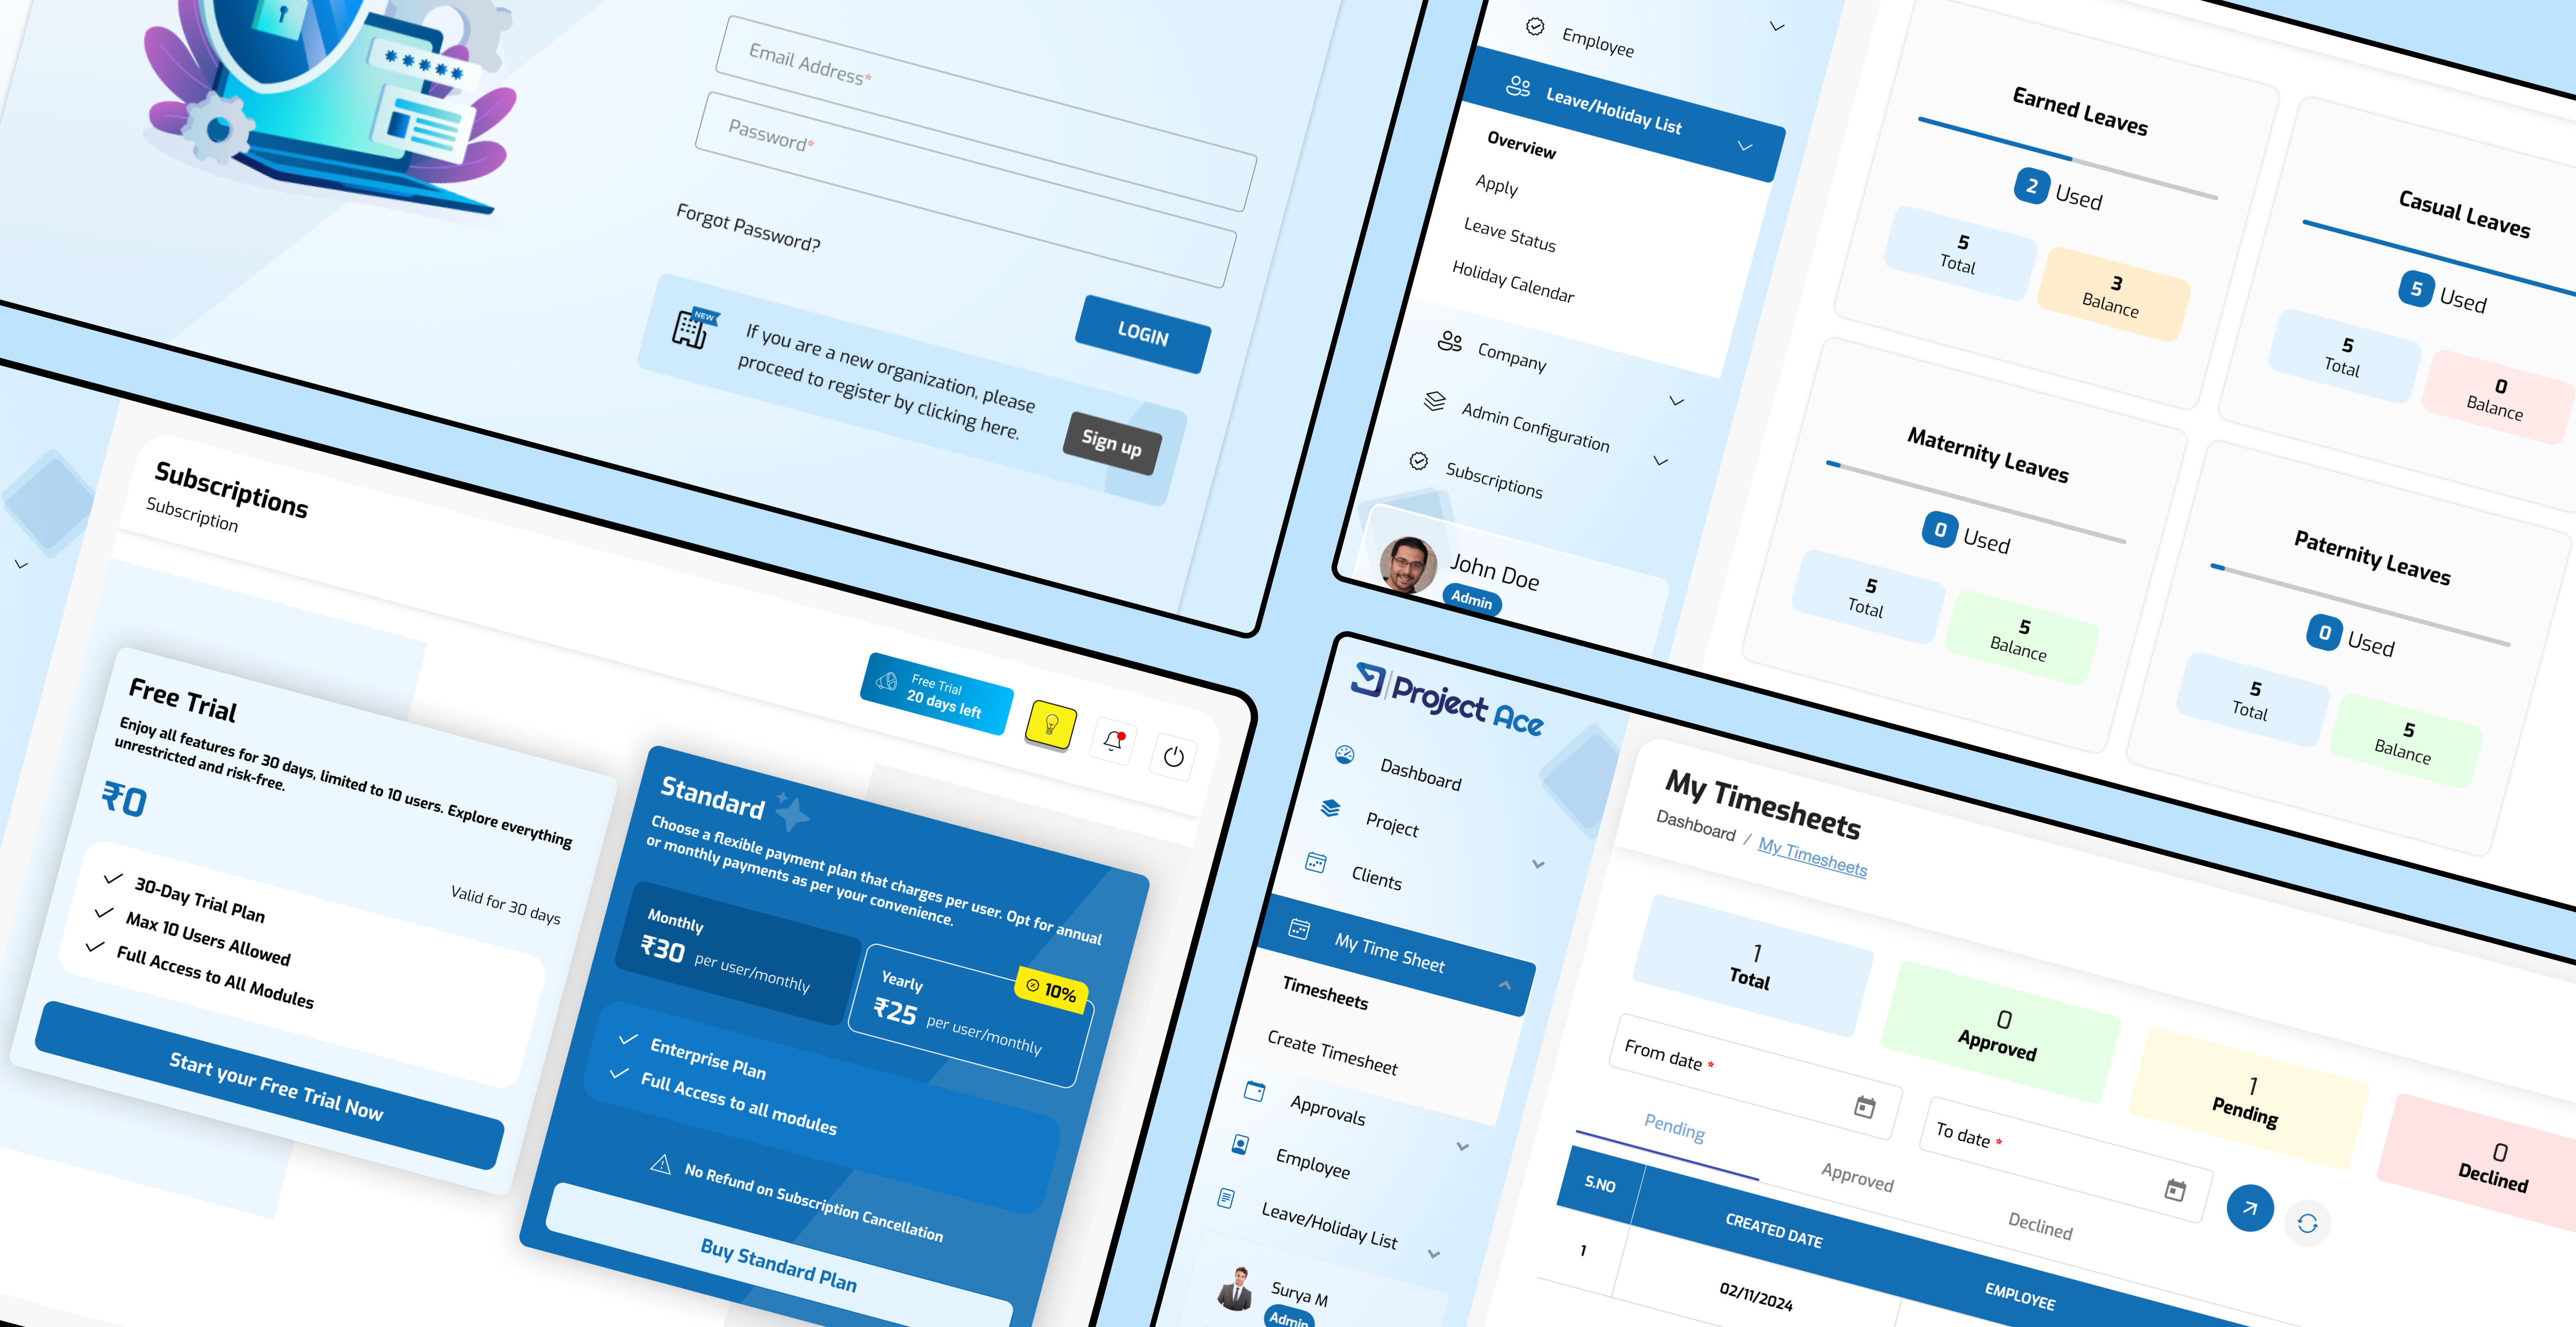 *****
Email Address*
Password*
Forgot Password?
LOGIN
NEW
If you are a new organization, please
proceed to register by clicking here.
Sign up
Employee
Leave/Holiday List
Overview
Apply
Leave Status
Holiday Calendar
Company
Admin Configuration
Subscriptions
John Doe
Admin
Earned Leaves
2 Used
5
Total
3
Balance
Casual Leaves
5 Used
5
Total
0
Balance
Maternity Leaves
0 Used
5
Total
5
Balance
Paternity Leaves
0 Used
5
Total
5
Balance
Subscriptions
Subscription
Free Trial
20 days left
Free Trial
Enjoy all features for 30 days, limited to 10 users. Explore everything
unrestricted and risk-free.
₹0
Valid for 30 days
30-Day Trial Plan
Max 10 Users Allowed
Full Access to All Modules
Start your Free Trial Now
Standard
Choose a flexible payment plan that charges per user. Opt for annual
or monthly payments as per your convenience.
Monthly
₹30 per user/monthly
Yearly
10%
₹25 per user/monthly
Enterprise Plan
Full Access to all modules
No Refund on Subscription Cancellation
Buy Standard Plan
Project Ace
Dashboard
Project
Clients
My Time Sheet
Timesheets
Create Timesheet
Approvals
Employee
Leave/Holiday List
Surya M
Admin
My Timesheets
Dashboard / My Timesheets
1
Total
0
Approved
1
Pending
0
Declined
From date *
To date *
Pending
Approved
Declined
S.NO
CREATED DATE
EMPLOYEE
1
02/11/2024